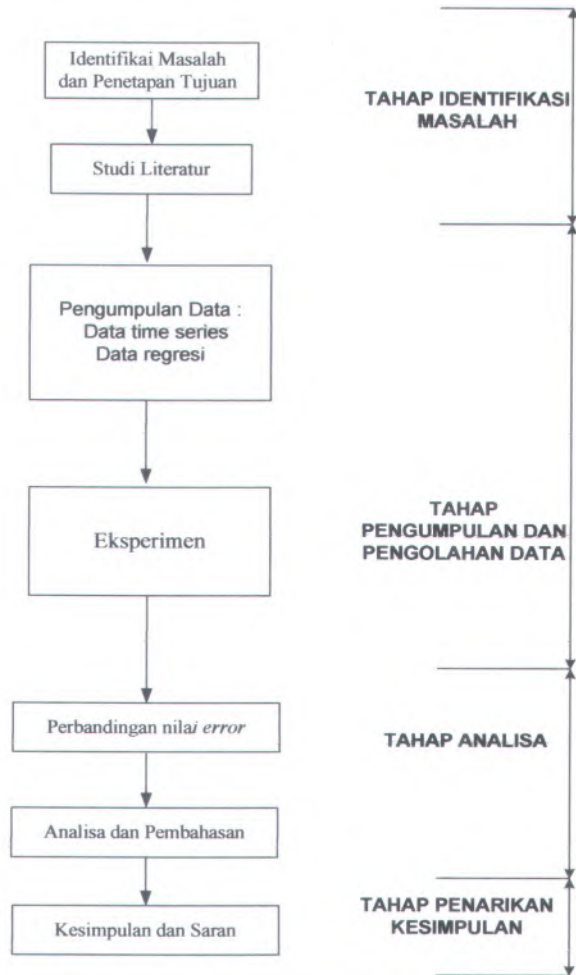 Identifikai Masalah
dan Penetapan Tujuan
TAHAP IDENTIFIKASI
MASALAH
Studi Literatur
Pengumpulan Data :
Data time series
Data regresi
Eksperimen
TAHAP
PENGUMPULAN DAN
PENGOLAHAN DATA
Perbandingan nilai error
TAHAP ANALISA
Analisa dan Pembahasan
Kesimpulan dan Saran
TAHAP PENARIKAN
KESIMPULAN